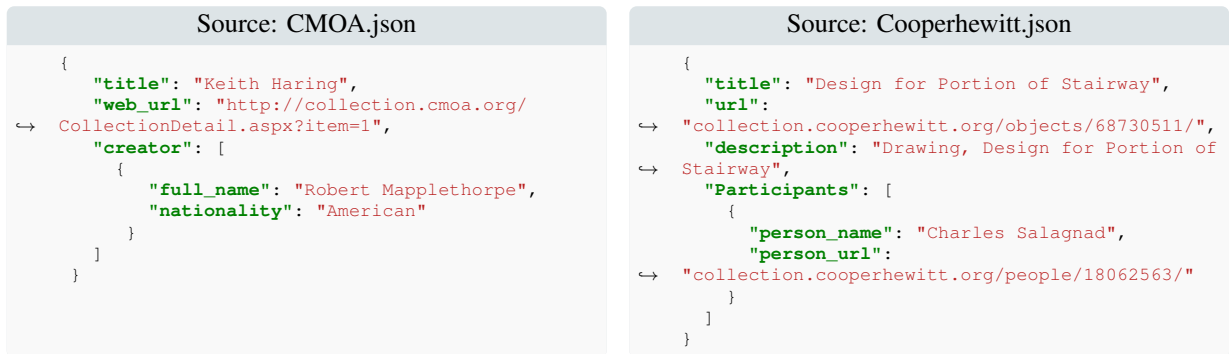 Source: CMOA.json
{
"title": "Keith Haring",
"web_url": "http://collection.cmoa.org/
↪ CollectionDetail.aspx?item=1",
"creator": [
{
"full_name": "Robert Mapplethorpe",
"nationality": "American"
}
]
}
Source: Cooperhewitt.json
{
"title": "Design for Portion of Stairway",
"url":
↪ "collection.cooperhewitt.org/objects/68730511/",
"description": "Drawing, Design for Portion of
↪ Stairway",
"Participants": [
{
"person_name": "Charles Salagnad",
"person_url":
↪ "collection.cooperhewitt.org/people/18062563/"
}
]
}